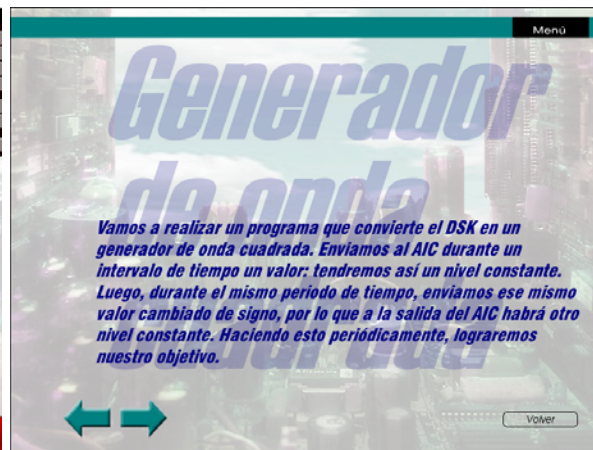 Menú
Generador
de onda
cuadrada
Vamos a realizar un programa que convierte el DSK en un
generador de onda cuadrada. Enviamos al AIC durante un
intervalo de tiempo un valor: tendremos así un nivel constante.
Luego, durante el mismo periodo de tiempo, enviamos ese mismo
valor cambiado de signo, por lo que a la salida del AIC habrá otro
nivel constante. Haciendo esto periódicamente, lograremos
nuestro objetivo.
Volver